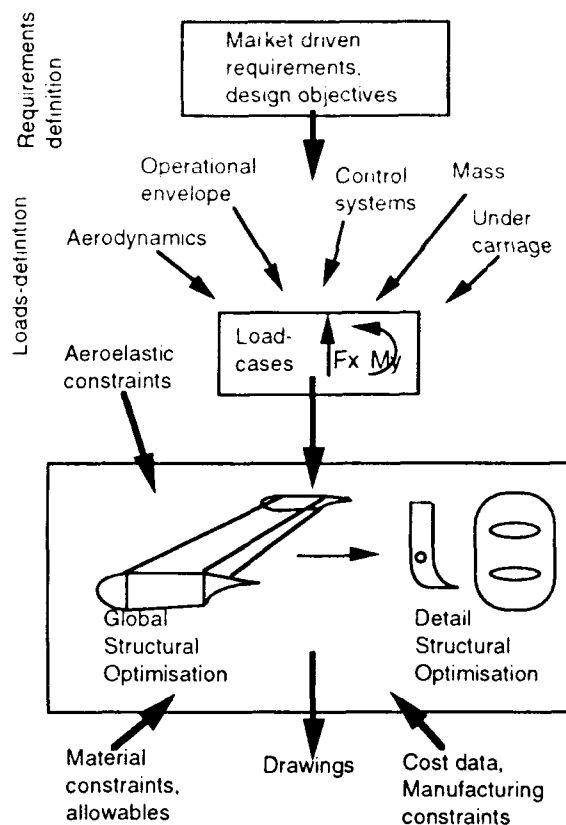 Requirements
definition
Market driven
requirements,
design objectives
Loads-definition
Operational
envelope
Control
systems
Mass
Aerodynamics
Under
carriage
Load-
cases
Fx My
Aeroelastic
constraints
Global
Structural
Optimisation
Detail
Structural
Optimisation
Material
constraints,
allowables
Drawings
Cost data,
Manufacturing
constraints